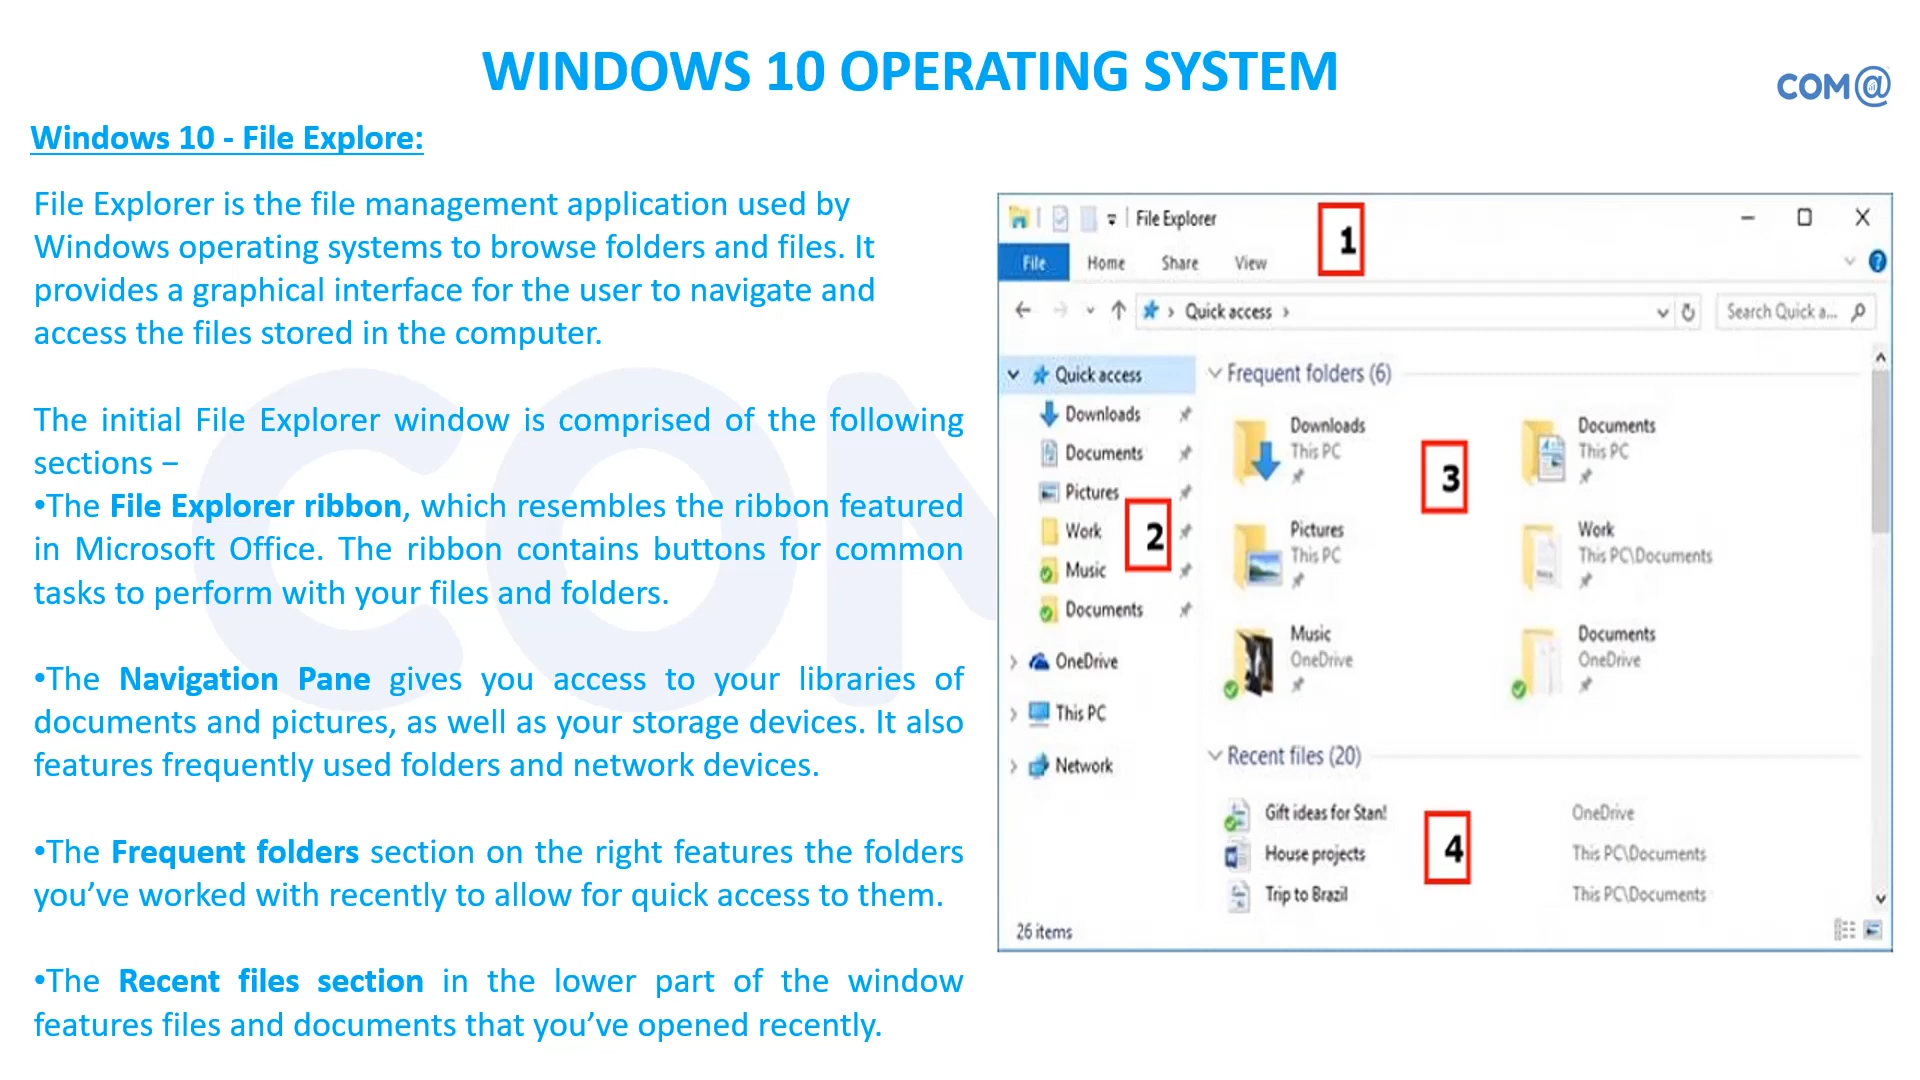 WINDOWS 10 OPERATING SYSTEM
COM@
Windows 10 - File Explore:
File Explorer is the file management application used by
Windows operating systems to browse folders and files. It
provides a graphical interface for the user to navigate and
access the files stored in the computer.
The initial File Explorer window is comprised of the following
sections −
•The File Explorer ribbon, which resembles the ribbon featured
in Microsoft Office. The ribbon contains buttons for common
tasks to perform with your files and folders.
•The Navigation Pane gives you access to your libraries of
documents and pictures, as well as your storage devices. It also
features frequently used folders and network devices.
•The Frequent folders section on the right features the folders
you’ve worked with recently to allow for quick access to them.
•The Recent files section in the lower part of the window
features files and documents that you’ve opened recently.
File Explorer
1
File Home Share View
?
Quick access
Search Quick a...
Quick access
Downloads
Documents
Pictures
Work
Music
Documents
OneDrive
This PC
Network
2
Frequent folders (6)
Downloads
This PC
Documents
This PC
3
Pictures
This PC
Work
This PC\Documents
Music
OneDrive
Documents
OneDrive
Recent files (20)
Gift ideas for Stan! OneDrive
House projects This PC\Documents
Trip to Brazil This PC\Documents
4
26 items